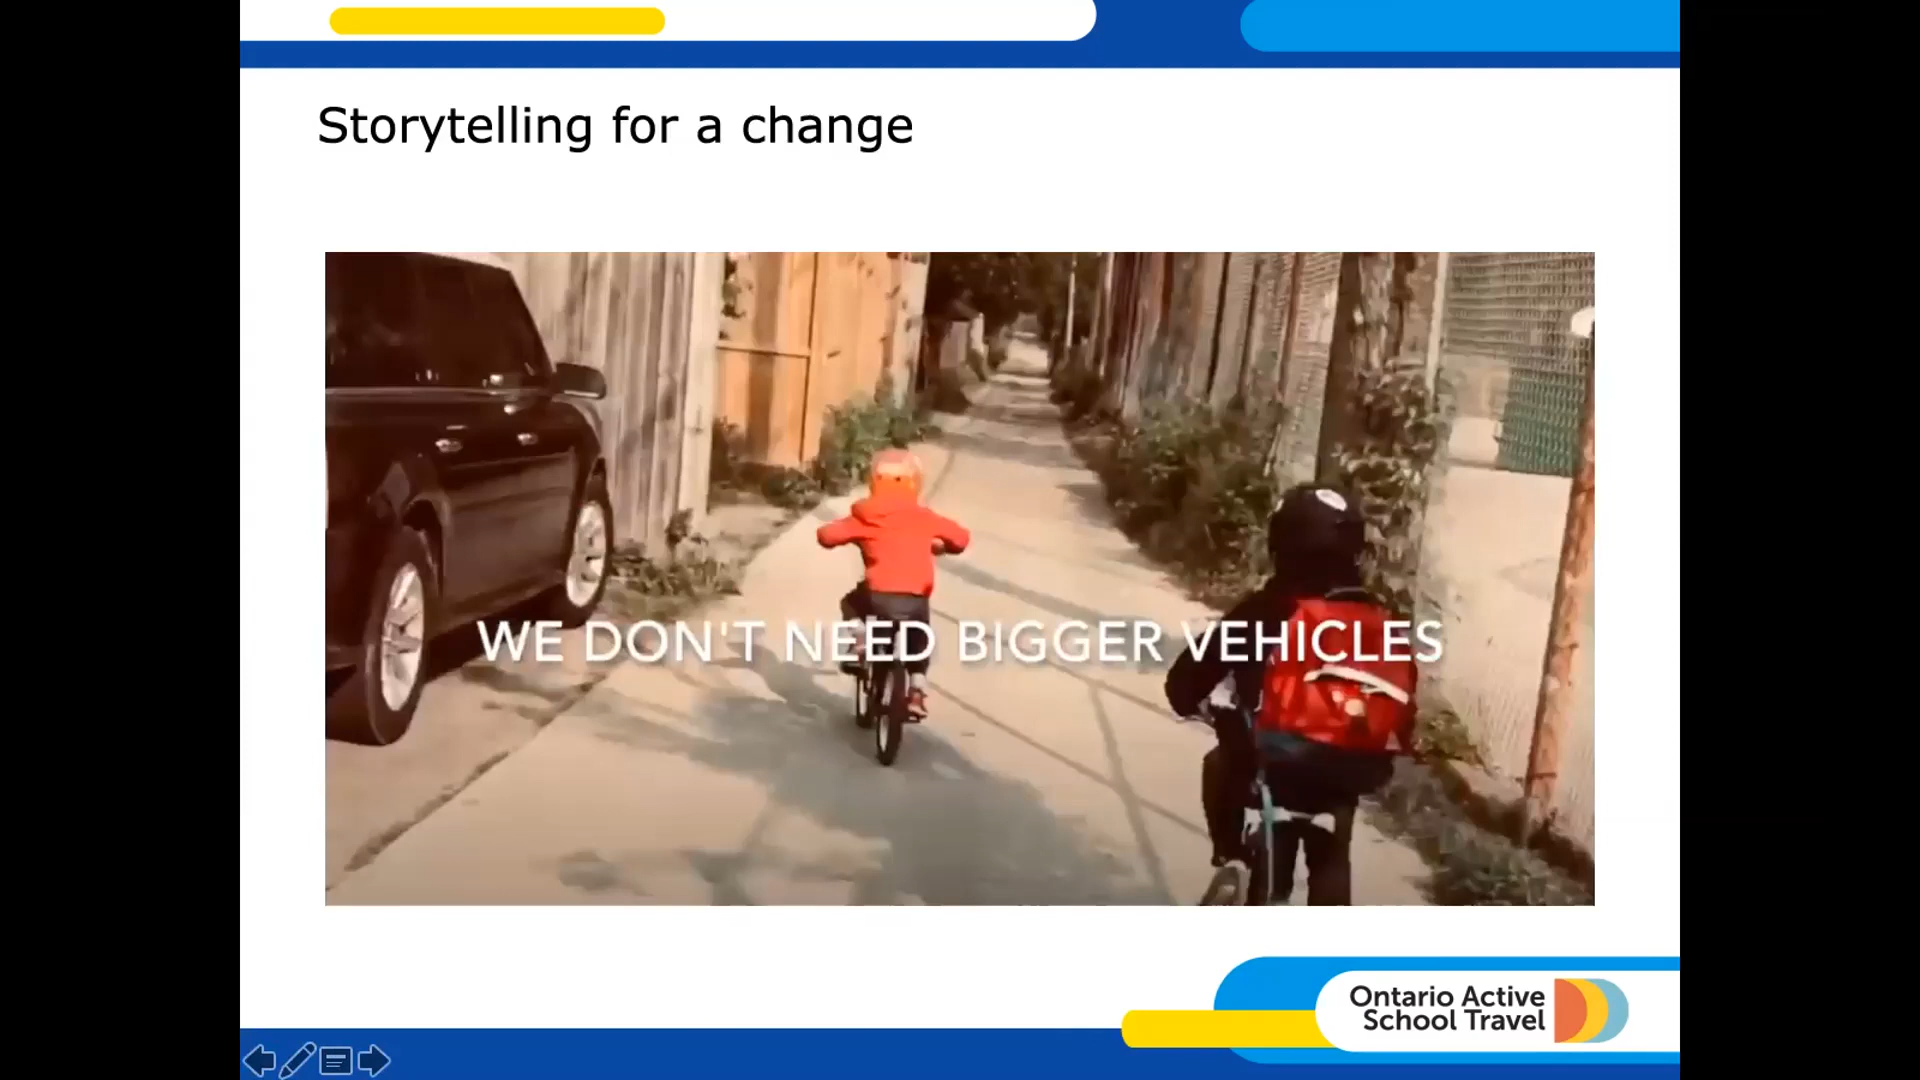 Storytelling for a change
WE DON'T NEED BIGGER VEHICLES
Ontario Active
School Travel